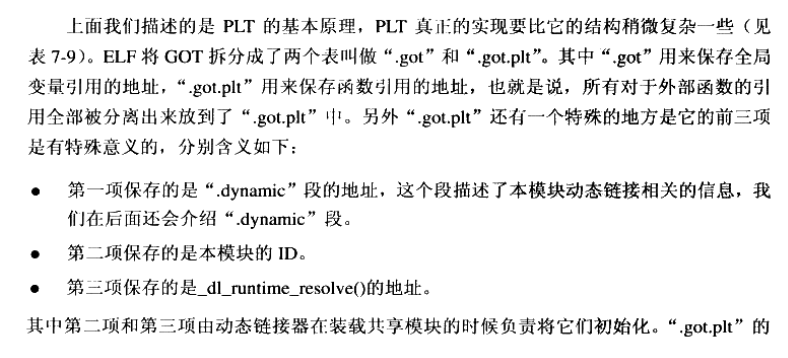 上面我们描述的是 PLT 的基本原理，PLT 真正的实现要比它的结构稍微复杂一些（见
表 7-9）。ELF 将 GOT 拆分成了两个表叫做“.got”和“.got.plt”。其中“.got”用来保存全局
变量引用的地址，“.got.plt”用来保存函数引用的地址，也就是说，所有对于外部函数的引
用全部被分离出来放到了“.got.plt”中。另外“.got.plt”还有一个特殊的地方是它的前三项
是有特殊意义的，分别含义如下：
● 第一项保存的是“.dynamic”段的地址，这个段描述了本模块动态链接相关的信息，我
们在后面还会介绍“.dynamic”段。
● 第二项保存的是本模块的 ID。
● 第三项保存的是_dl_runtime_resolve()的地址。
其中第二项和第三项由动态链接器在装载共享模块的时候负责将它们初始化。“.got.plt”的